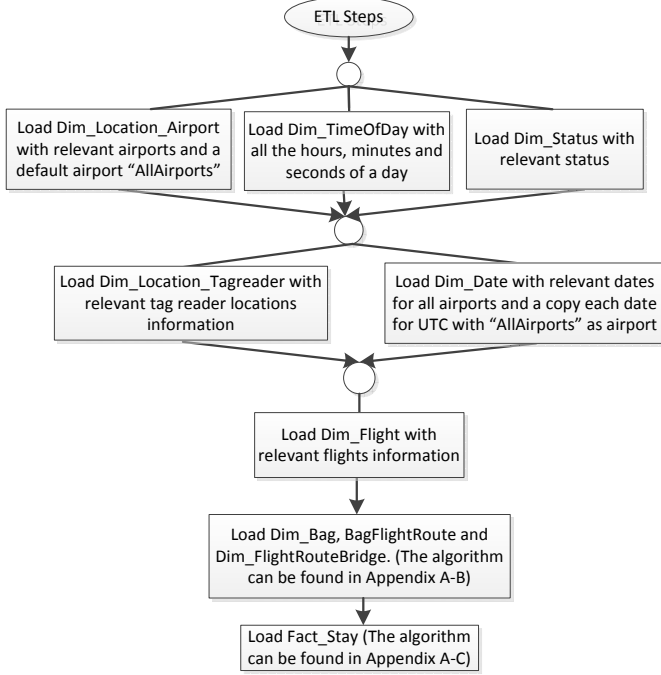 ETL Steps
Load Dim_Location_Airport
with relevant airports and a
default airport “AllAirports”
Load Dim_TimeOfDay with
all the hours, minutes and
seconds of a day
Load Dim_Status with
relevant status
Load Dim_Location_Tagreader with
relevant tag reader locations
information
Load Dim_Date with relevant dates
for all airports and a copy each date
for UTC with “AllAirports” as airport
Load Dim_Flight with
relevant flights information
Load Dim_Bag, BagFlightRoute and
Dim_FlightRouteBridge. (The algorithm
can be found in Appendix A-B)
Load Fact_Stay (The algorithm
can be found in Appendix A-C)